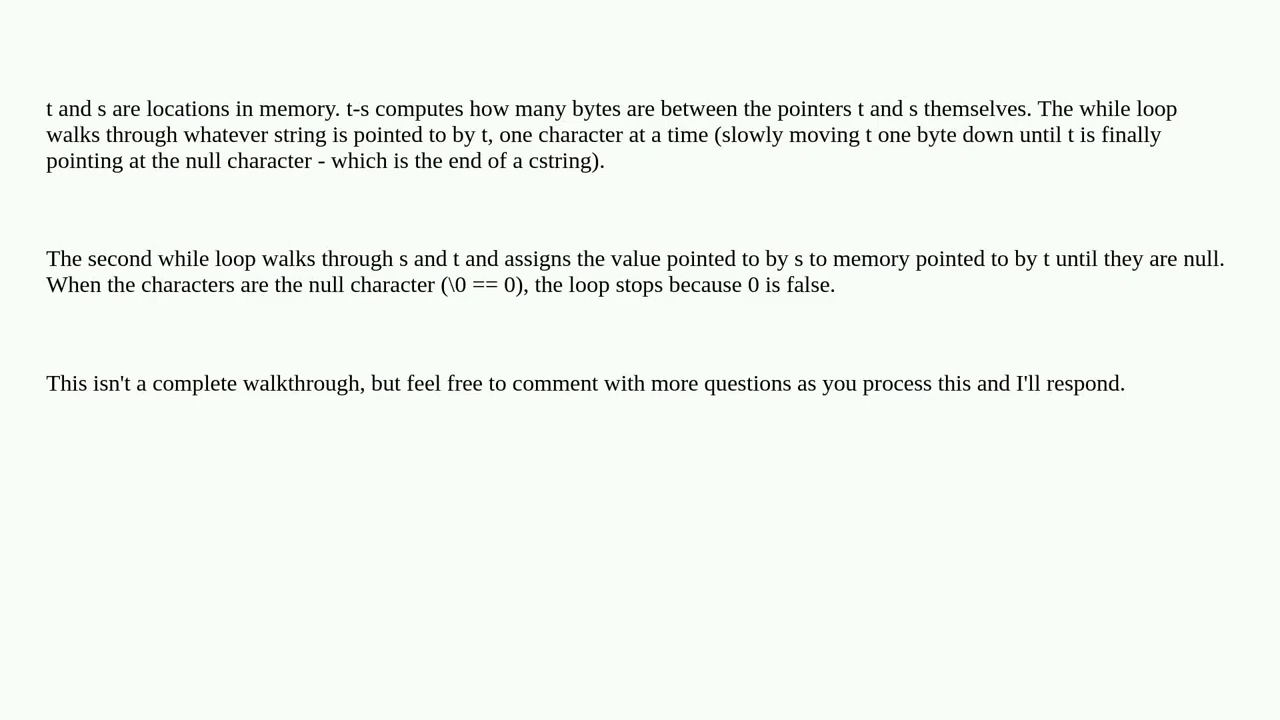 t and s are locations in memory. t-s computes how many bytes are between the pointers t and s themselves. The while loop
walks through whatever string is pointed to by t, one character at a time (slowly moving t one byte down until t is finally
pointing at the null character - which is the end of a cstring).
The second while loop walks through s and t and assigns the value pointed to by s to memory pointed to by t until they are null.
When the characters are the null character (\0 == 0), the loop stops because 0 is false.
This isn't a complete walkthrough, but feel free to comment with more questions as you process this and I'll respond.